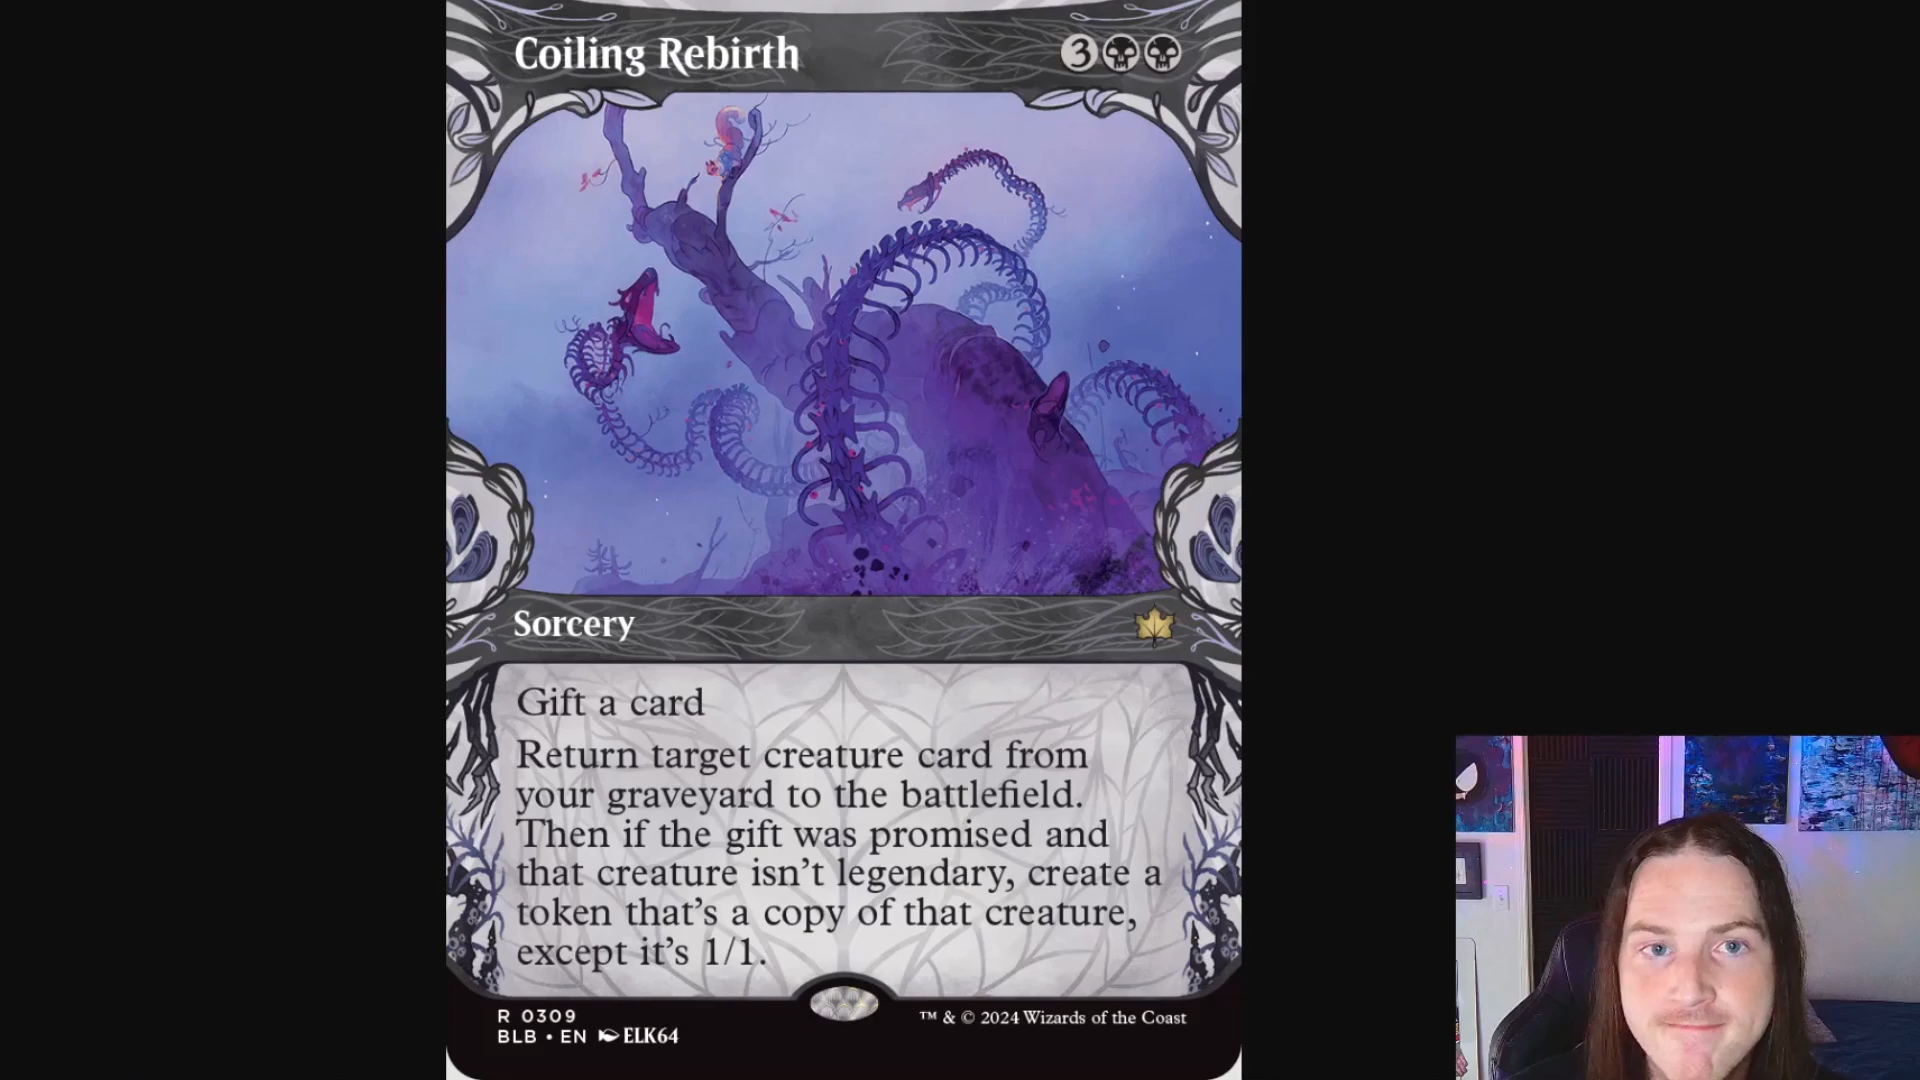 Coiling Rebirth
3
Sorcery
Gift a card
Return target creature card from
your graveyard to the battlefield.
Then if the gift was promised and
that creature isn't legendary, create a
token that's a copy of that creature,
except it's 1/1.
R 0309
BLB • EN ELK64
™ & © 2024 Wizards of the Coast